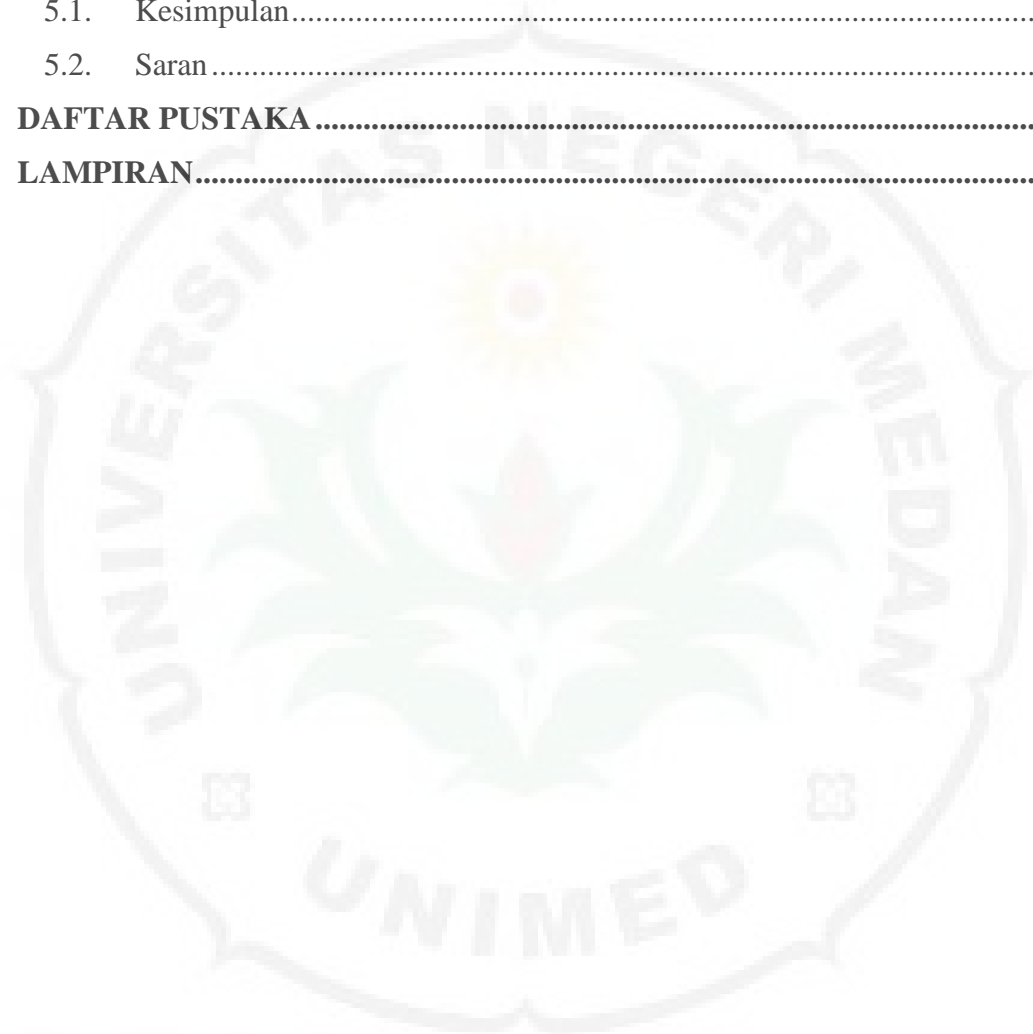 5.1. Kesimpulan..........................................................................................................
5.2. Saran....................................................................................................................
DAFTAR PUSTAKA..........................................................................................
LAMPIRAN.........................................................................................................
UNIVERSITAS NEGERI MEDAN
UNIMED